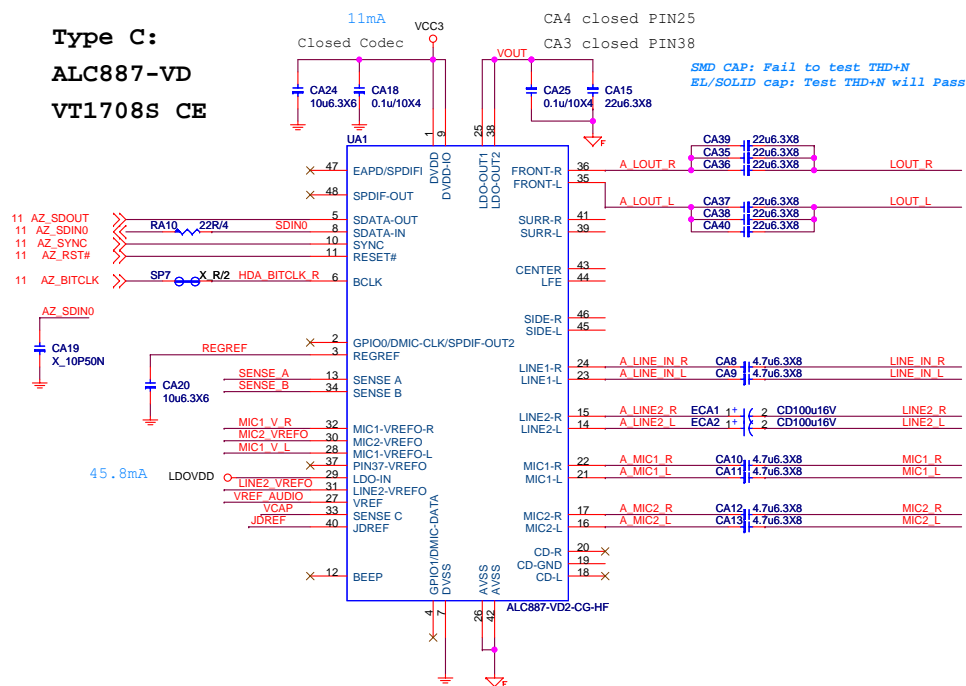 Type C:
ALC887-VD
VT1708S CE
11mA
Closed Codec
VCC3
CA4 closed PIN25
CA3 closed PIN38
VOUT
SMD CAP: Fail to test THD+N
EL/SOLID cap: Test THD+N will Pass
CA24
10u6.3X6
CA18
0.1u/10X4
CA25
0.1u/10X4
CA15
22u6.3X8
F
UA1
1
9
25
38
DVDD
DVDD-IO
LDO-OUT1
LDO-OUT2
47 EAPD/SPDIFI
48 SPDIF-OUT
11 AZ_SDOUT 5 SDATA-OUT
11 AZ_SDIN0 RA10 22R/4 SDIN0 8 SDATA-IN
11 AZ_SYNC 10 SYNC
11 AZ_RST# 11 RESET#
11 AZ_BITCLK SP7 X_R/2 HDA_BITCLK_R 6 BCLK
AZ_SDIN0
CA19
X_10P50N
2 GPIO0/DMIC-CLK/SPDIF-OUT2
REGREF 3 REGREF
CA20
10u6.3X6
SENSE_A 13 SENSE A
SENSE_B 34 SENSE B
MIC1_V_R 32 MIC1-VREFO-R
MIC2_VREFO 30 MIC2-VREFO
MIC1_V_L 28 MIC1-VREFO-L
37 PIN37-VREFO
45.8mA LDOVDD 29 LDO-IN
LINE2_VREFO 31 LINE2-VREFO
VREF_AUDIO 27 VREF
VCAP 33 SENSE C
JDREF 40 JDREF
12 BEEP
FRONT-R 36 A_LOUT_R LOUT_R
FRONT-L 35
CA39 22u6.3X8
CA35 22u6.3X8
CA36 22u6.3X8
A_LOUT_L LOUT_L
CA37 22u6.3X8
CA38 22u6.3X8
CA40 22u6.3X8
SURR-R 41
SURR-L 39
CENTER 43
LFE 44
SIDE-R 46
SIDE-L 45
LINE1-R 24 A_LINE_IN_R CA8 4.7u6.3X8 LINE_IN_R
LINE1-L 23 A_LINE_IN_L CA9 4.7u6.3X8 LINE_IN_L
LINE2-R 15 A_LINE2_R ECA1 1 + 2 CD100u16V LINE2_R
LINE2-L 14 A_LINE2_L ECA2 1 + 2 CD100u16V LINE2_L
MIC1-R 22 A_MIC1_R CA10 4.7u6.3X8 MIC1_R
MIC1-L 21 A_MIC1_L CA11 4.7u6.3X8 MIC1_L
MIC2-R 17 A_MIC2_R CA12 4.7u6.3X8 MIC2_R
MIC2-L 16 A_MIC2_L CA13 4.7u6.3X8 MIC2_L
CD-R 20
CD-GND 19
CD-L 18
GPIO1/DMIC-DATA
DVSS
AVSS
AVSS
4
7
26
42
ALC887-VD2-CG-HF
F